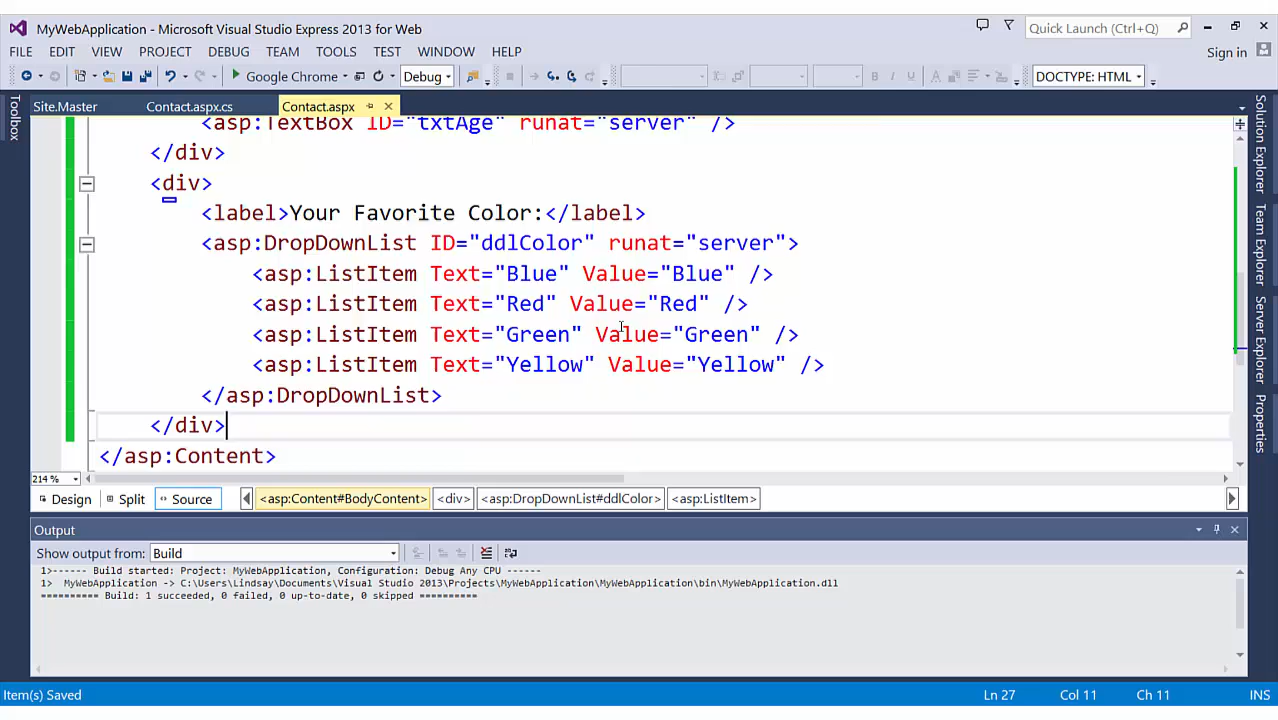 MyWebApplication - Microsoft Visual Studio Express 2013 for Web
Quick Launch (Ctrl+Q)
FILE EDIT VIEW PROJECT DEBUG TEAM TOOLS TEST WINDOW HELP
Sign in
Google Chrome Debug DOCTYPE: HTML
Toolbox
Site.Master Contact.aspx.cs Contact.aspx
Solution Explorer
Team Explorer
Server Explorer
Properties
<asp:TextBox ID="txtAge" runat="server" />
</div>
<div>
<label>Your Favorite Color:</label>
<asp:DropDownList ID="ddlColor" runat="server">
<asp:ListItem Text="Blue" Value="Blue" />
<asp:ListItem Text="Red" Value="Red" />
<asp:ListItem Text="Green" Value="Green" />
<asp:ListItem Text="Yellow" Value="Yellow" />
</asp:DropDownList>
</div>
</asp:Content>
214 %
Design Split Source <asp:Content#BodyContent> <div> <asp:DropDownList#ddlColor> <asp:ListItem>
Output
Show output from: Build
1>------ Build started: Project: MyWebApplication, Configuration: Debug Any CPU ------
1>  MyWebApplication -> C:\Users\Lindsay\Documents\Visual Studio 2013\Projects\MyWebApplication\MyWebApplication\bin\MyWebApplication.dll
========== Build: 1 succeeded, 0 failed, 0 up-to-date, 0 skipped ==========
Item(s) Saved Ln 27 Col 11 Ch 11 INS